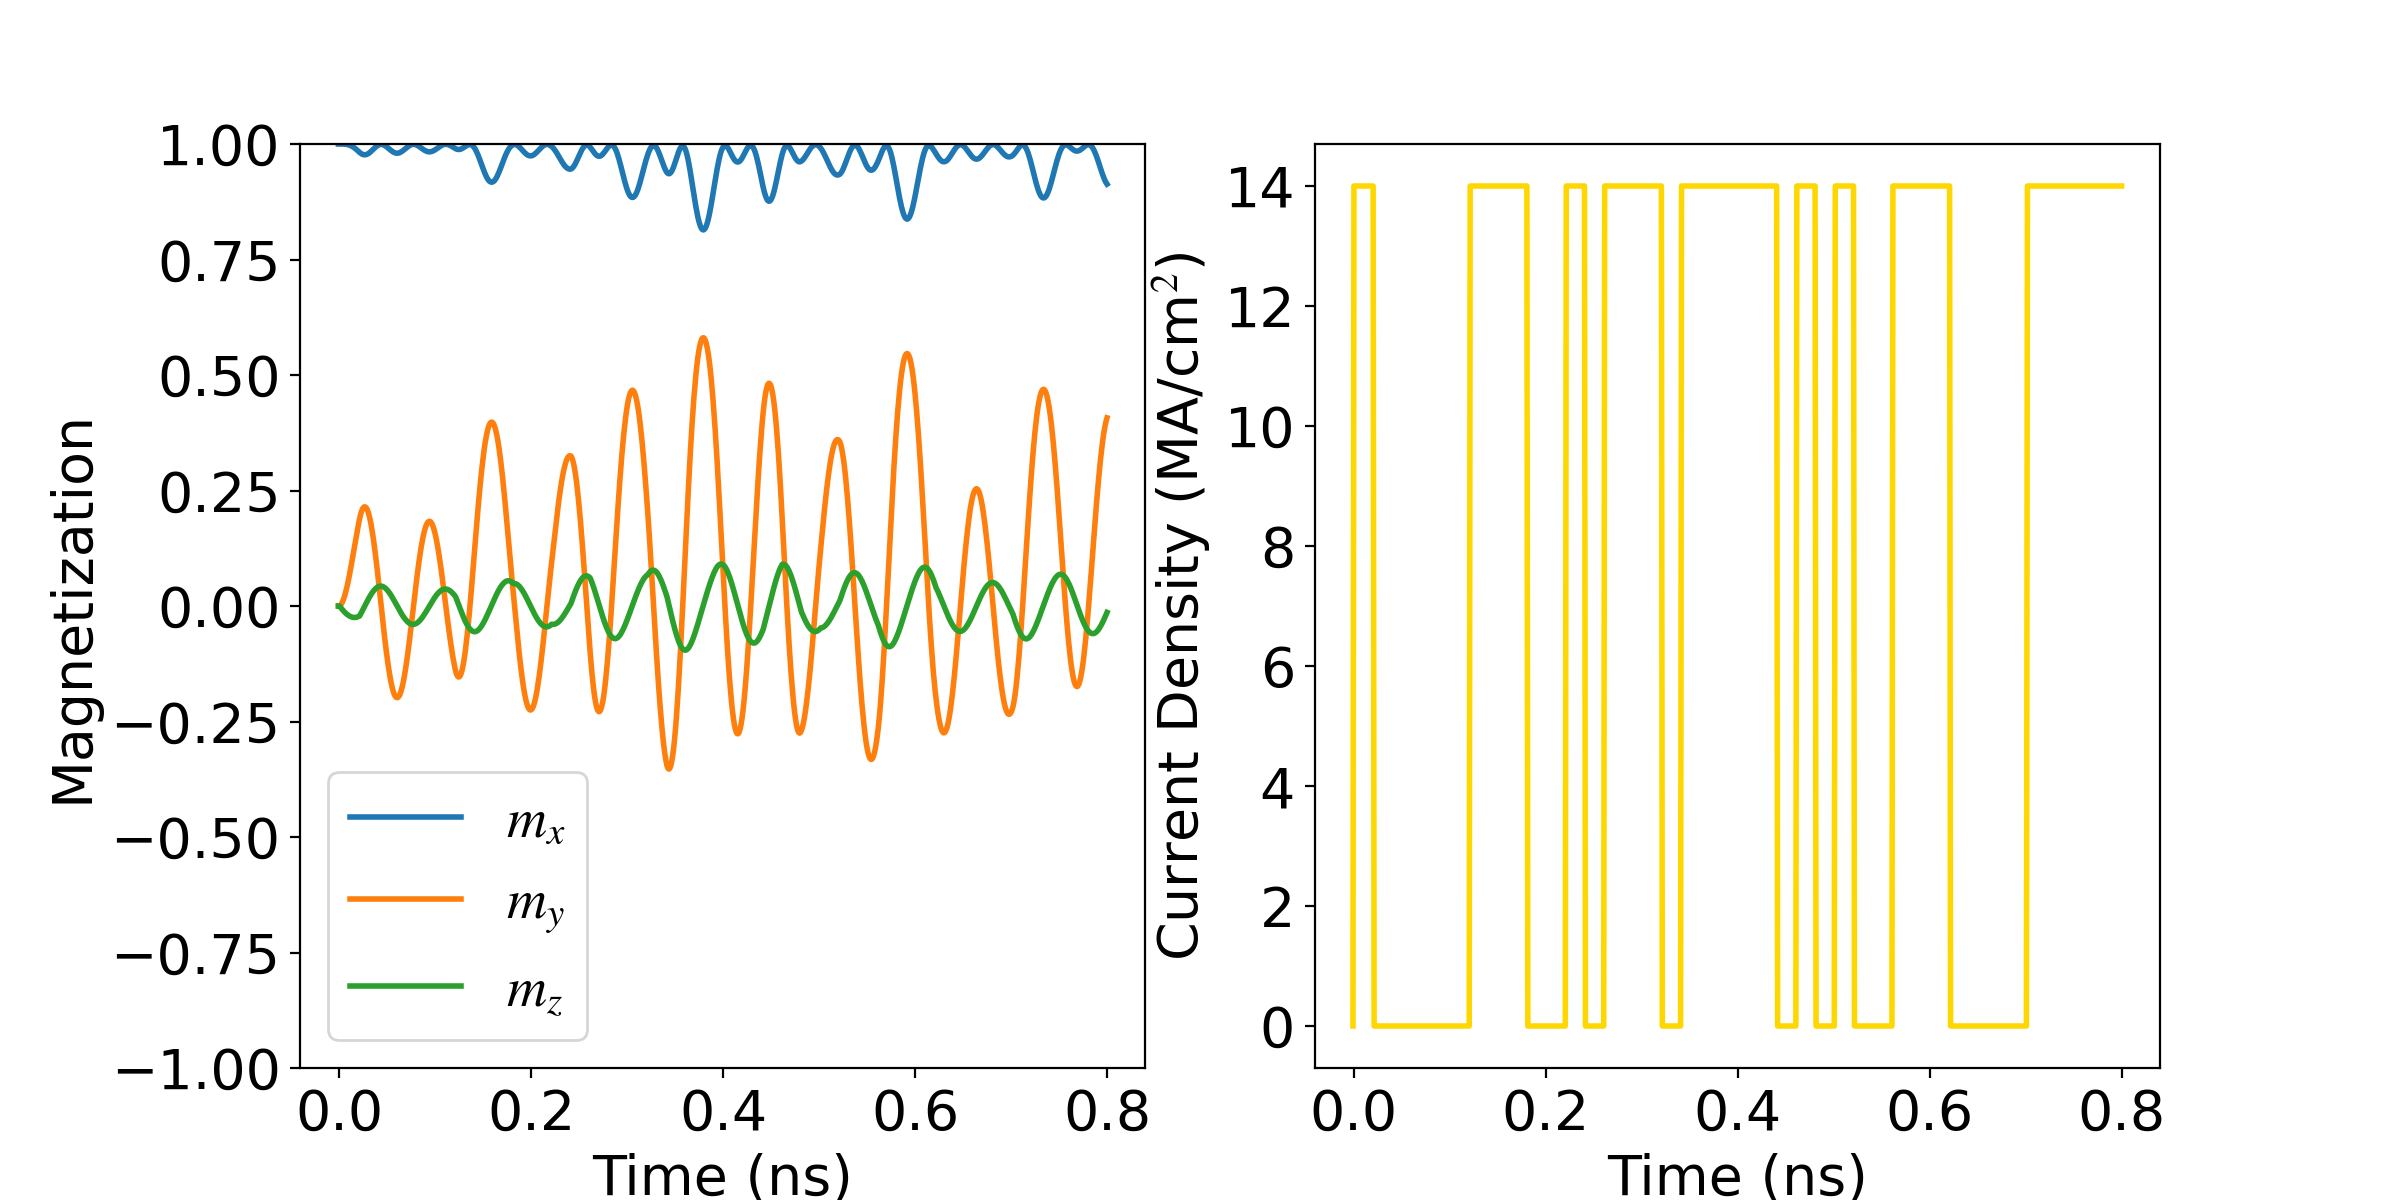 Magnetization
1.00
0.75
0.50
0.25
0.00
−0.25
−0.50
−0.75
−1.00
m_x
m_y
m_z
0.0 0.2 0.4 0.6 0.8
Time (ns)
Current Density (MA/cm²)
14
12
10
8
6
4
2
0
0.0 0.2 0.4 0.6 0.8
Time (ns)